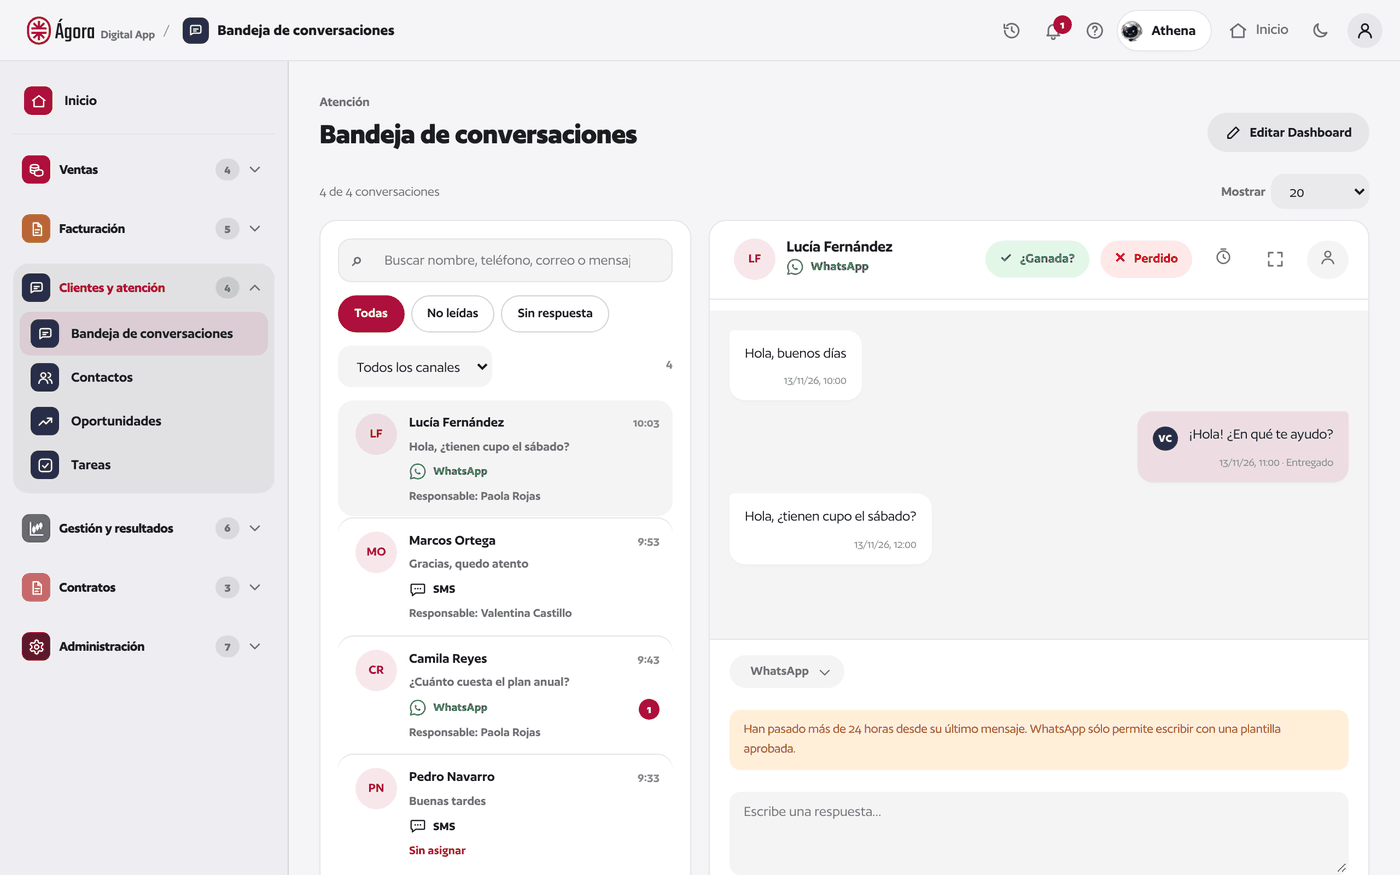 Ágora Digital App / Bandeja de conversaciones
1
Athena
Inicio
Inicio
Ventas 4
Facturación 5
Clientes y atención 4
Bandeja de conversaciones
Contactos
Oportunidades
Tareas
Gestión y resultados 6
Contratos 3
Administración 7
Atención
Bandeja de conversaciones
Editar Dashboard
4 de 4 conversaciones
Mostrar 20
Buscar nombre, teléfono, correo o mensaj
Todas No leídas Sin respuesta
Todos los canales 4
LF Lucía Fernández 10:03
Hola, ¿tienen cupo el sábado?
WhatsApp
Responsable: Paola Rojas
MO Marcos Ortega 9:53
Gracias, quedo atento
SMS
Responsable: Valentina Castillo
CR Camila Reyes 9:43
¿Cuánto cuesta el plan anual?
WhatsApp 1
Responsable: Paola Rojas
PN Pedro Navarro 9:33
Buenas tardes
SMS
Sin asignar
LF Lucía Fernández
WhatsApp
¿Ganada? Perdido
Hola, buenos días
13/11/26, 10:00
VC ¡Hola! ¿En qué te ayudo?
13/11/26, 11:00 · Entregado
Hola, ¿tienen cupo el sábado?
13/11/26, 12:00
WhatsApp
Han pasado más de 24 horas desde su último mensaje. WhatsApp sólo permite escribir con una plantilla
aprobada.
Escribe una respuesta...